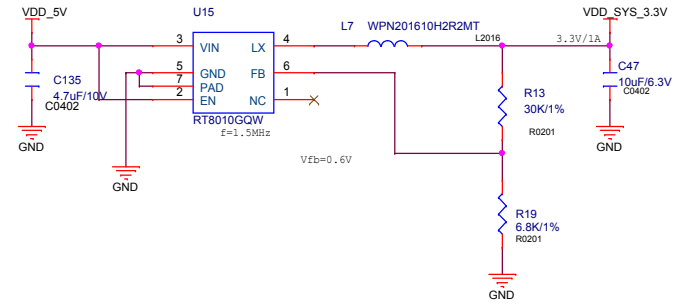 VDD_5V
U15
L7 WPN201610H2R2MT
VDD_SYS_3.3V
3 VIN LX 4
L2016
3.3V/1A
5 GND FB 6
7 PAD
2 EN NC 1
C135
4.7uF/10V
C0402
RT8010GQW
f=1.5MHz
C47
10uF/6.3V
C0402
R13
30K/1%
R0201
GND
GND
Vfb=0.6V
GND
R19
6.8K/1%
R0201
GND